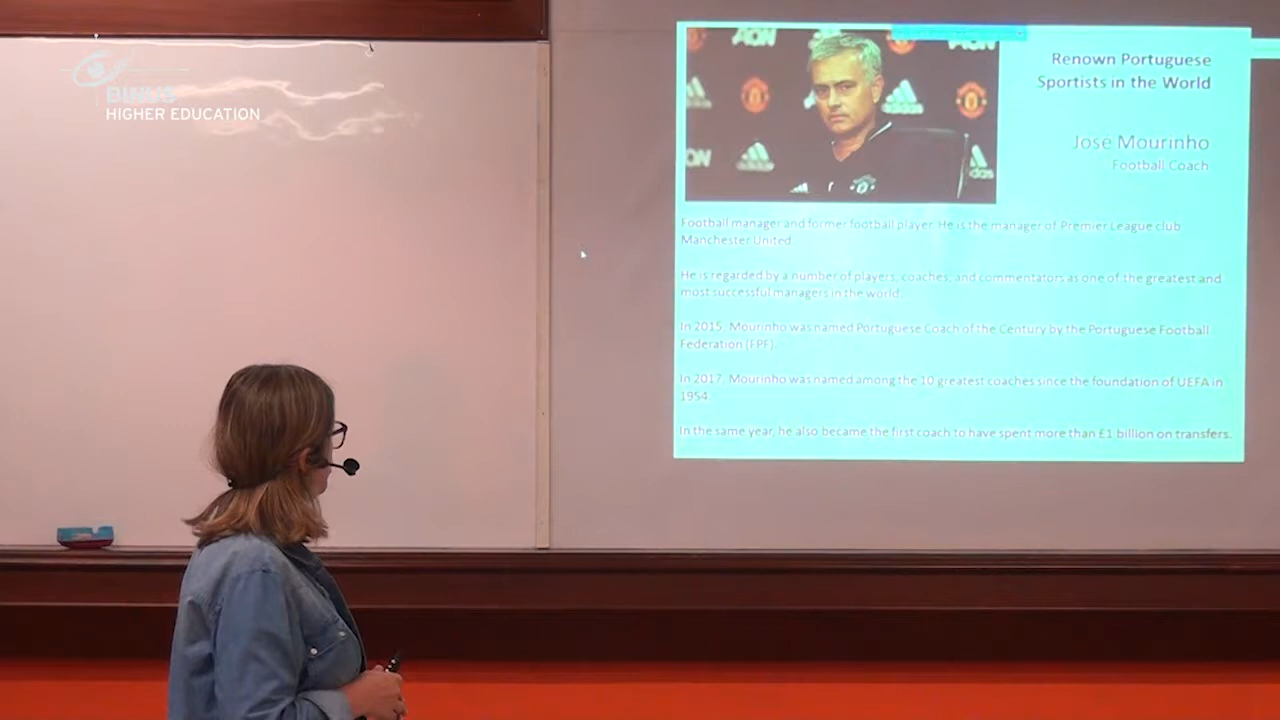 BINUS
HIGHER EDUCATION
AON
AON
adidas
Renown Portuguese
Sportists in the World
José Mourinho
Football Coach
Football manager and former football player. He is the manager of Premier League club
Manchester United.
He is regarded by a number of players, coaches, and commentators as one of the greatest and
most successful managers in the world.
In 2015, Mourinho was named Portuguese Coach of the Century by the Portuguese Football
Federation (FPF).
In 2017, Mourinho was named among the 10 greatest coaches since the foundation of UEFA in
1954.
In the same year, he also became the first coach to have spent more than £1 billion on transfers.